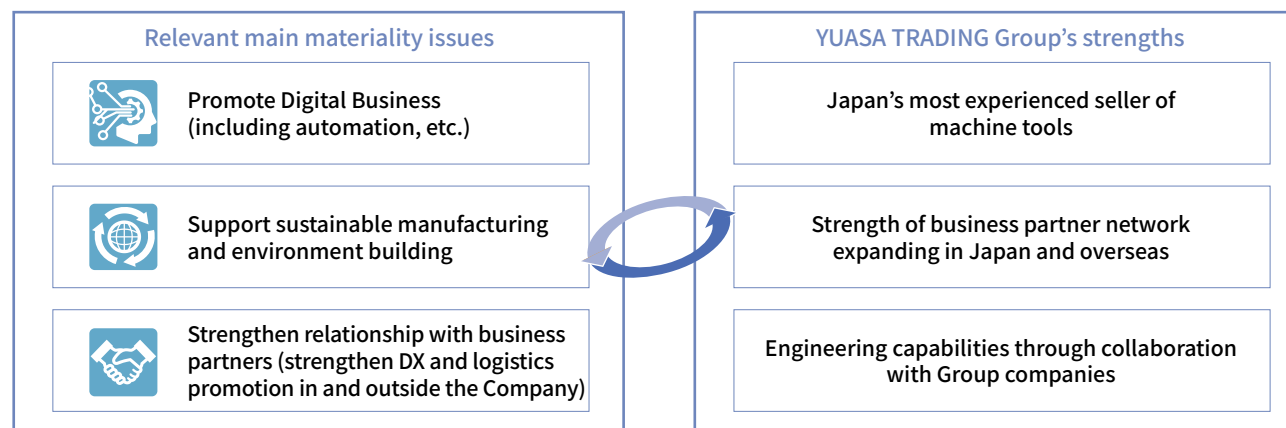 Relevant main materiality issues
Promote Digital Business
(including automation, etc.)
Support sustainable manufacturing
and environment building
Strengthen relationship with business
partners (strengthen DX and logistics
promotion in and outside the Company)
YUASA TRADING Group’s strengths
Japan’s most experienced seller of
machine tools
Strength of business partner network
expanding in Japan and overseas
Engineering capabilities through collaboration
with Group companies